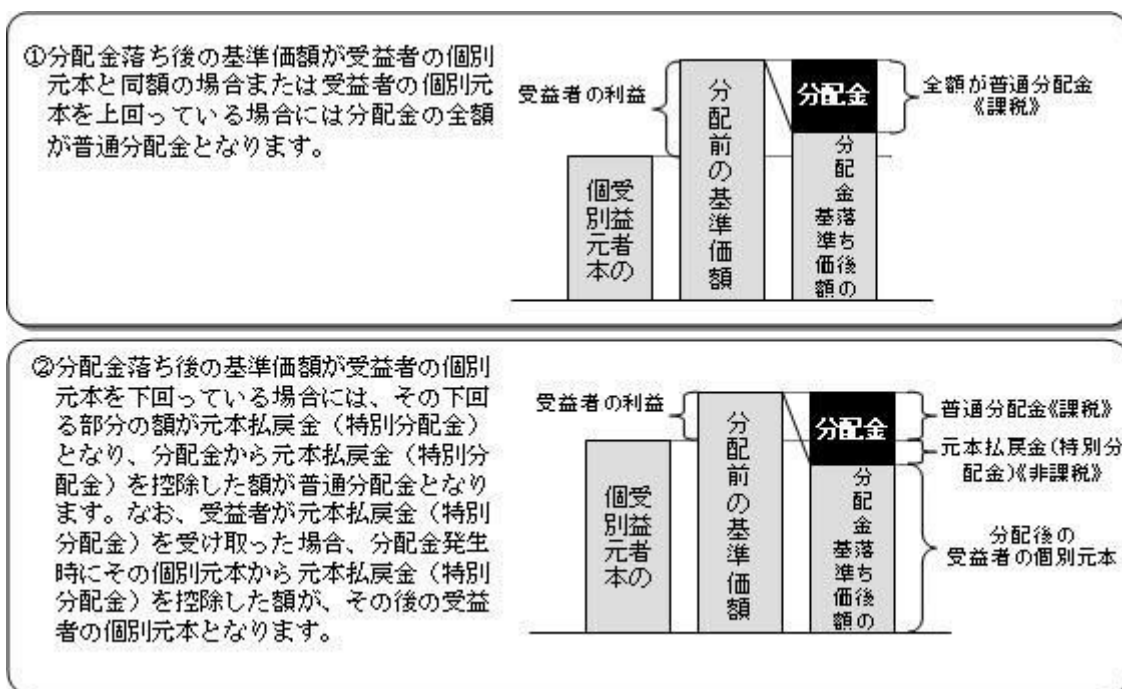 ①分配金落ち後の基準価額が受益者の個別
元本と同額の場合または受益者の個別元
本を上回っている場合には分配金の全額
が普通分配金となります。
受益者の利益
受益者の
個別元本
分配前の基準価額
分配金
分配金落ち後の
基準価額
全額が普通分配金
《課税》
②分配金落ち後の基準価額が受益者の個別
元本を下回っている場合には、その下回
る部分の額が元本払戻金（特別分配金）
となり、分配金から元本払戻金（特別分
配金）を控除した額が普通分配金となり
ます。なお、受益者が元本払戻金（特別
分配金）を受け取った場合、分配金発生
時にその個別元本から元本払戻金（特別
分配金）を控除した額が、その後の受益
者の個別元本となります。
受益者の利益
受益者の
個別元本
分配前の基準価額
分配金
分配金落ち後の
基準価額
普通分配金《課税》
元本払戻金(特別分
配金)《非課税》
分配後の
受益者の個別元本